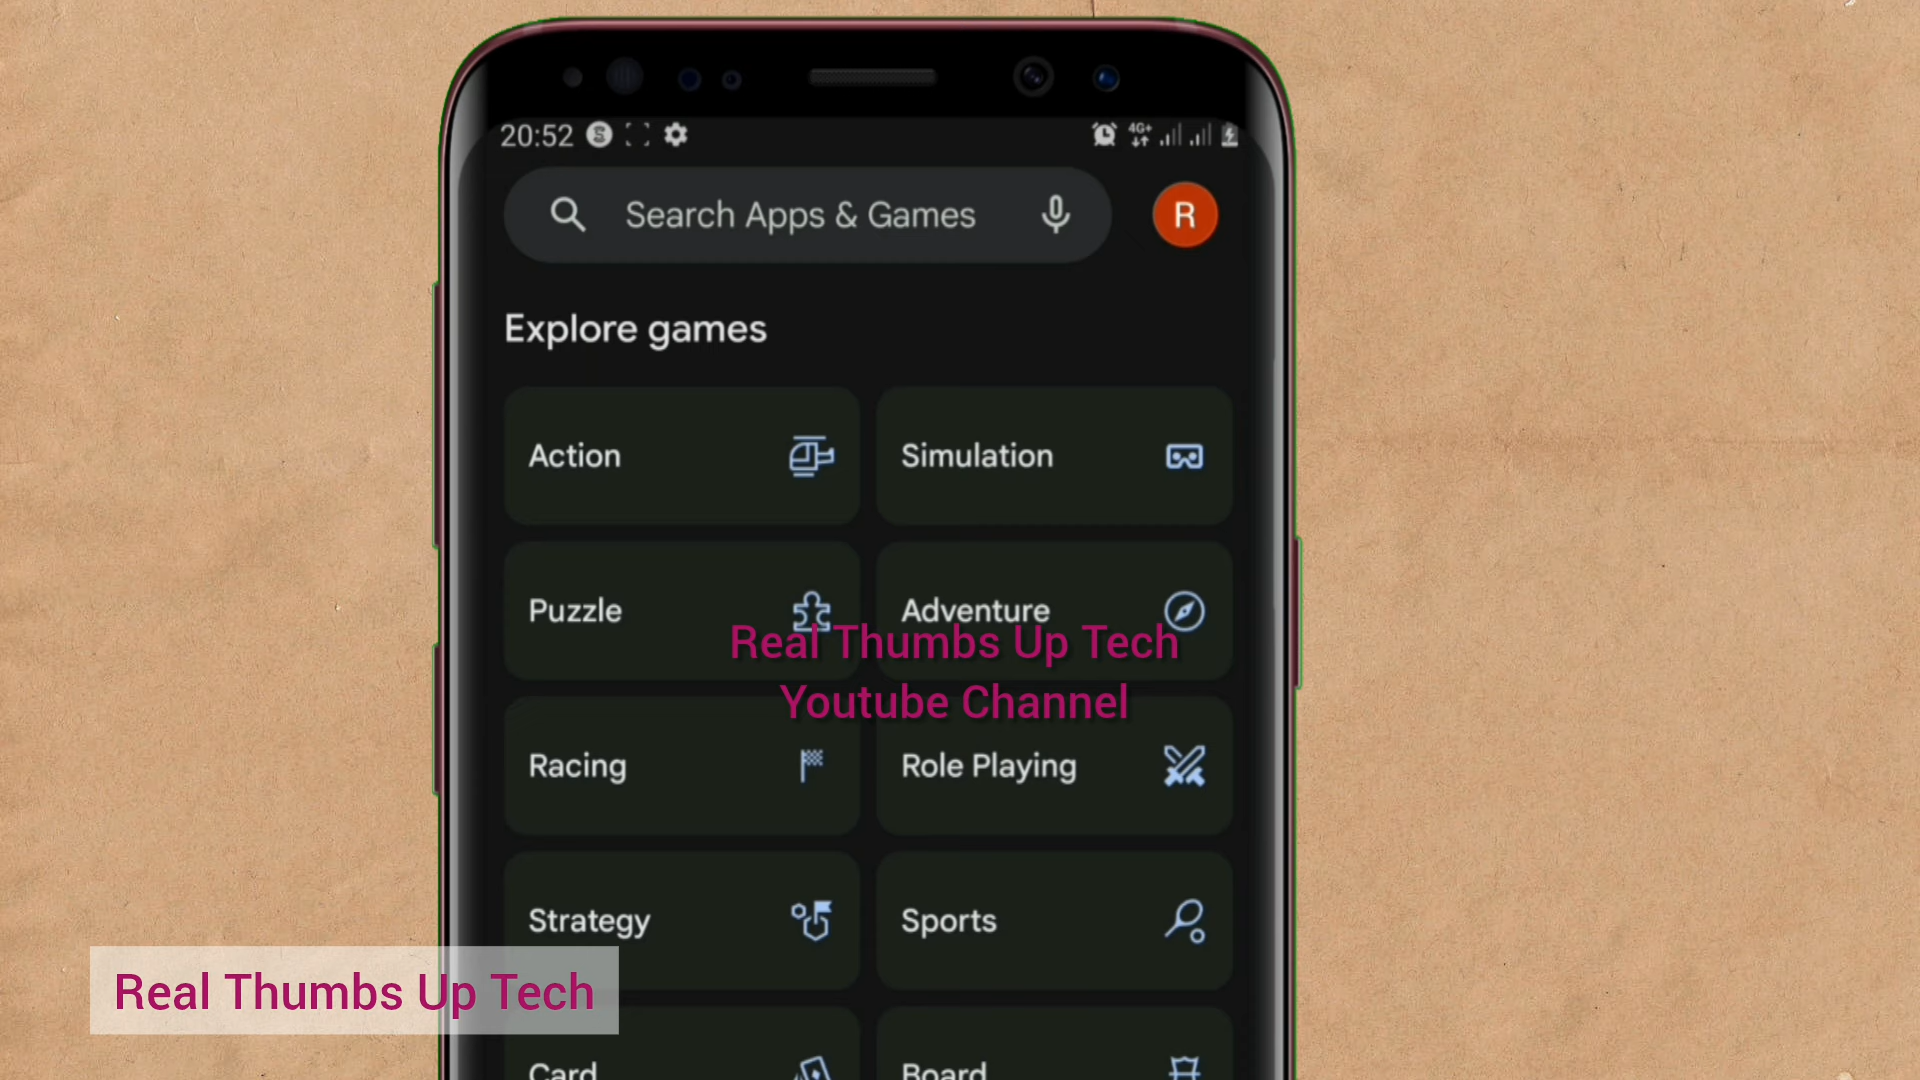 20:52
4G+
Search Apps & Games
R
Explore games
Action
Simulation
Puzzle
Adventure
Real Thumbs Up Tech
Youtube Channel
Racing
Role Playing
Strategy
Sports
Real Thumbs Up Tech
Card
Board